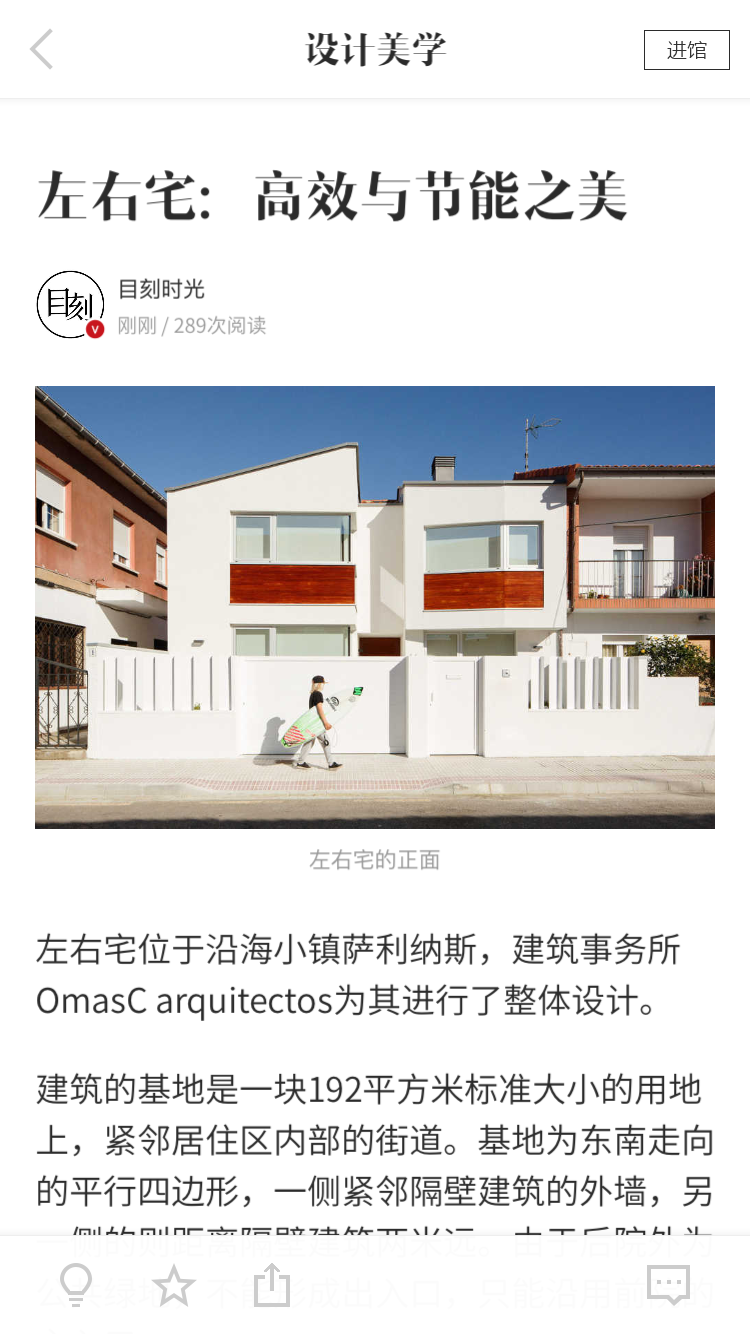 设计美学
进馆
左右宅：高效与节能之美
目刻
V
目刻时光
刚刚 / 289次阅读
左右宅的正面
左右宅位于沿海小镇萨利纳斯，建筑事务所
OmasC arquitectos为其进行了整体设计。
建筑的基地是一块192平方米标准大小的用地
上，紧邻居住区内部的街道。基地为东南走向
的平行四边形，一侧紧邻隔壁建筑的外墙，另
一侧的则距离隔壁建筑两米远。由于后院外为
公共绿地，不能形成出入口，只能沿用前院的